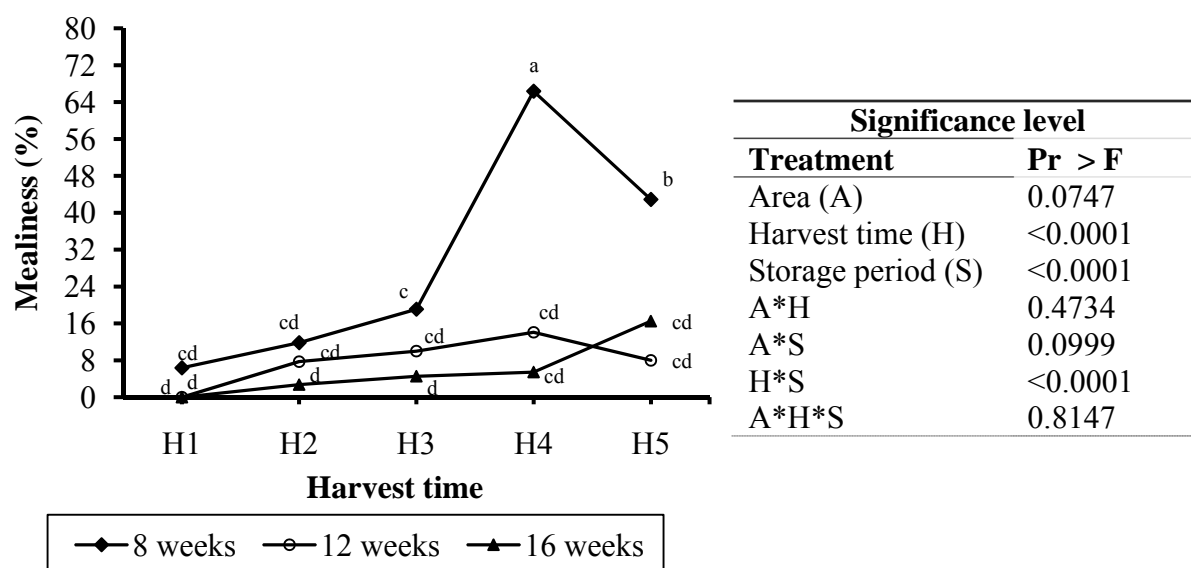 80
72
64
56
48
40
32
24
16
8
0
Mealiness (%)
a
b
c
cd
cd
cd
cd
cd
cd
cd
cd
d
d
d
d
H1 H2 H3 H4 H5
Harvest time
8 weeks 12 weeks 16 weeks
Significance level
Treatment Pr > F
Area (A) 0.0747
Harvest time (H) <0.0001
Storage period (S) <0.0001
A*H 0.4734
A*S 0.0999
H*S <0.0001
A*H*S 0.8147